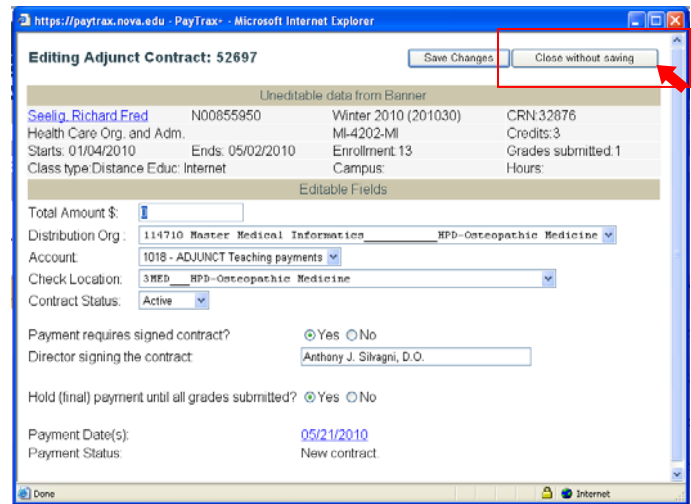 https://paytrax.nova.edu - PayTrax+ - Microsoft Internet Explorer
Editing Adjunct Contract: 52697 Save Changes Close without saving
Uneditable data from Banner
Seelig, Richard Fred N00855950 Winter 2010 (201030) CRN:32876
Health Care Org. and Adm. MI-4202-MI Credits:3
Starts: 01/04/2010 Ends: 05/02/2010 Enrollment:13 Grades submitted:1
Class type:Distance Educ: Internet Campus: Hours:
Editable Fields
Total Amount $: 0
Distribution Org : 114710 Master Medical Informatics___________HPD-Osteopathic Medicine
Account: 1018 - ADJUNCT Teaching payments
Check Location: 3MED___HPD-Osteopathic Medicine
Contract Status: Active
Payment requires signed contract? Yes No
Director signing the contract: Anthony J. Silvagni, D.O.
Hold (final) payment until all grades submitted? Yes No
Payment Date(s): 05/21/2010
Payment Status: New contract.
Done Internet